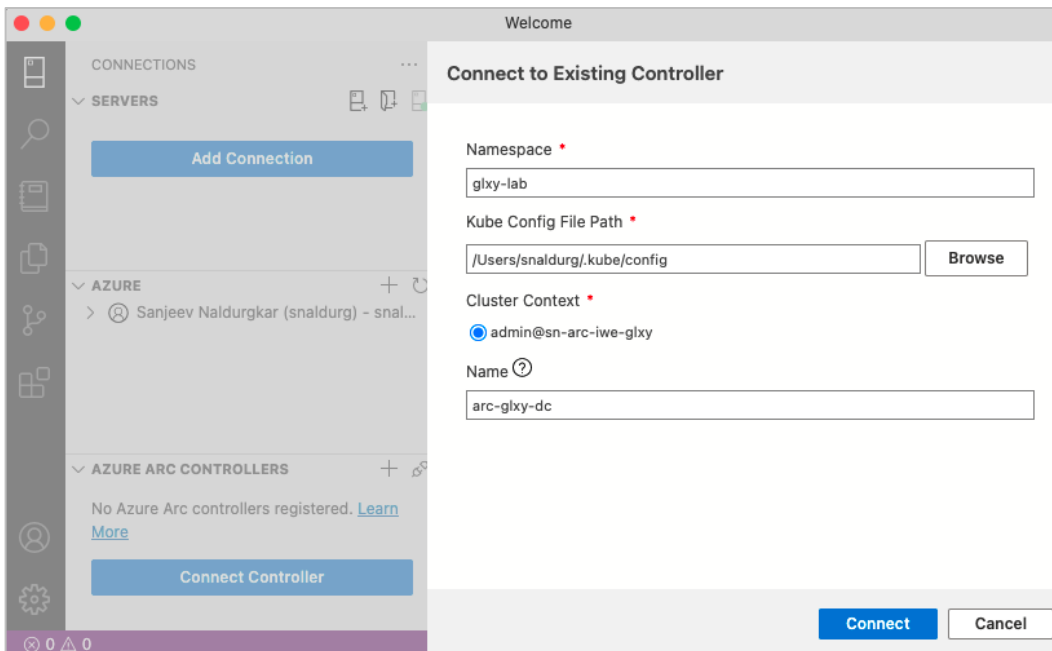 Welcome
CONNECTIONS
SERVERS
Add Connection
AZURE
Sanjeev Naldurgkar (snaldurg) - snal...
AZURE ARC CONTROLLERS
No Azure Arc controllers registered. Learn
More
Connect Controller
0 0
Connect to Existing Controller
Namespace *
glxy-lab
Kube Config File Path *
/Users/snaldurg/.kube/config
Browse
Cluster Context *
admin@sn-arc-iwe-glxy
Name ?
arc-glxy-dc
Connect
Cancel